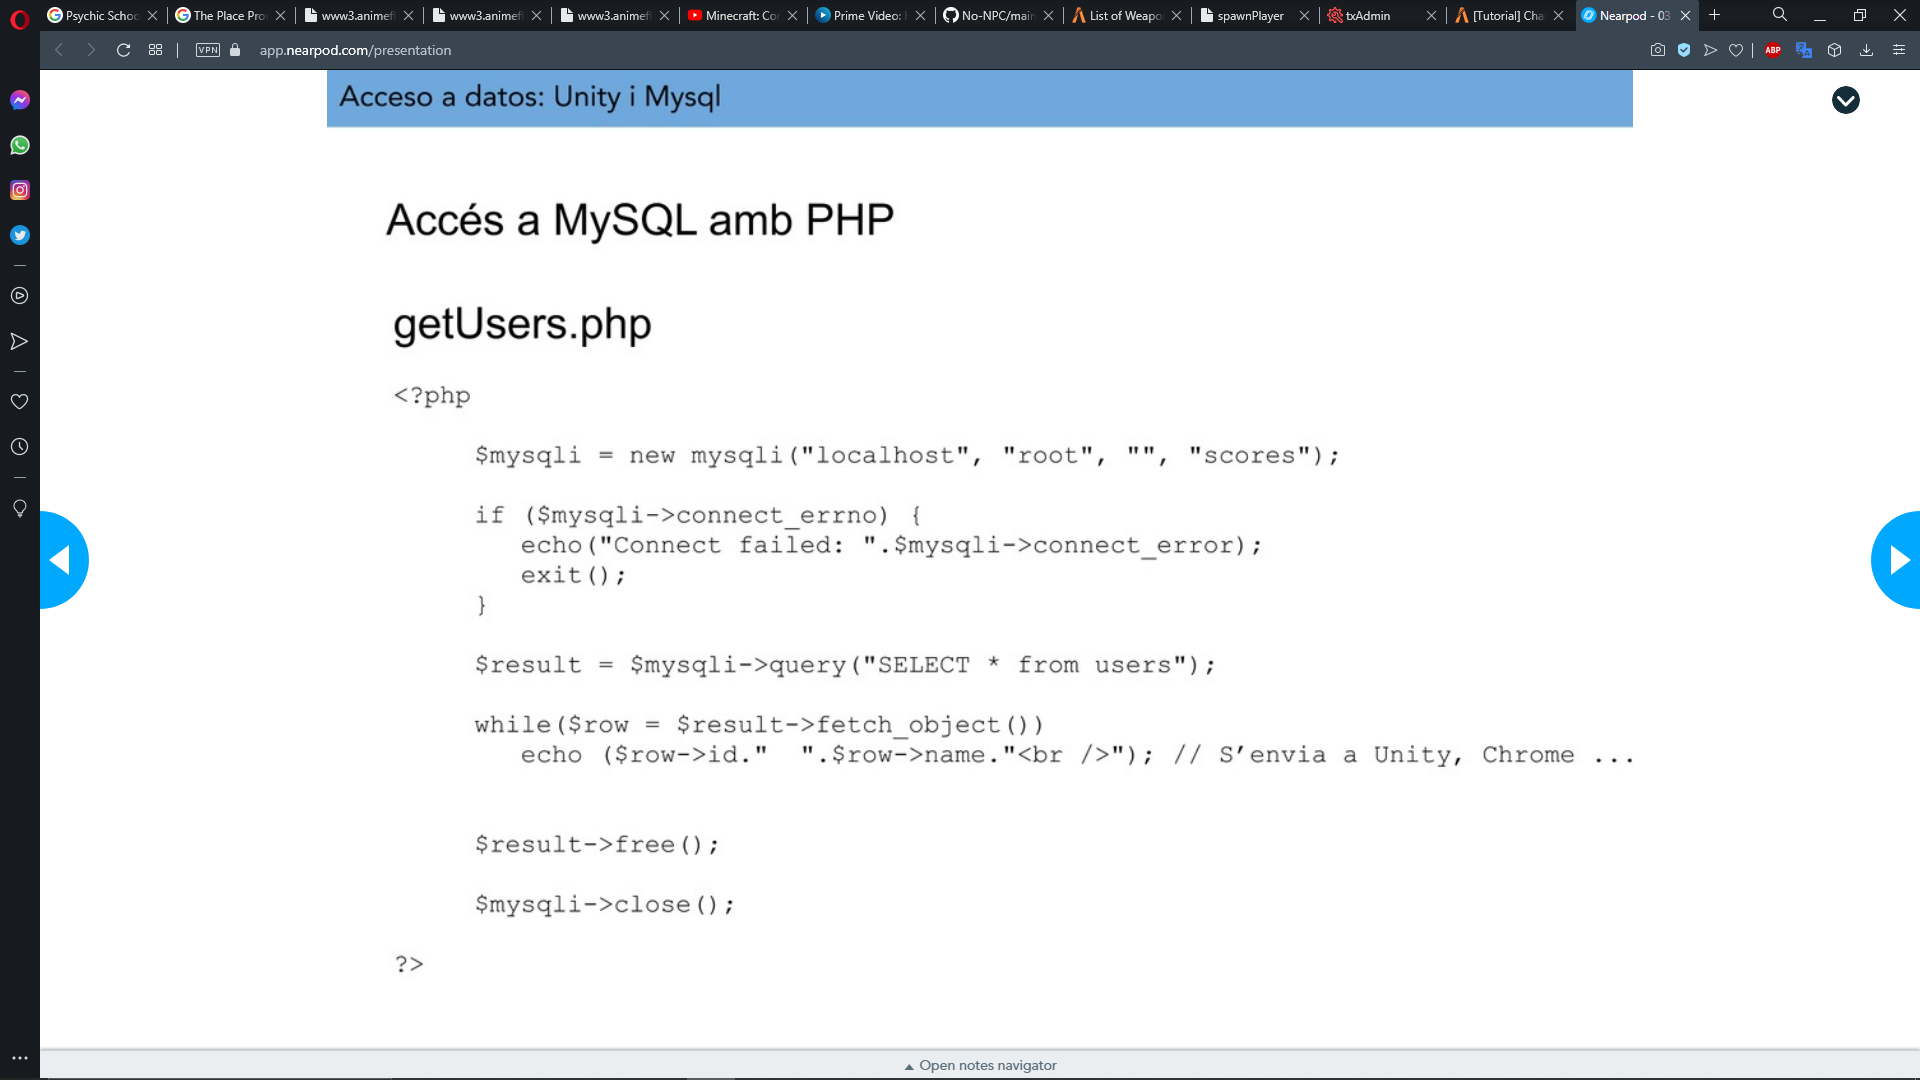 Psychic Schoo
The Place Pro
www3.animefl
www3.animefl
www3.animefl
Minecraft: Co
Prime Video:
No-NPC/main
List of Weapo
spawnPlayer
txAdmin
[Tutorial] Cha
Nearpod - 03
VPN
app.nearpod.com/presentation
ABP
Acceso a datos: Unity i Mysql
Accés a MySQL amb PHP
getUsers.php
<?php
$mysqli = new mysqli("localhost", "root", "", "scores");
if ($mysqli->connect_errno) {
echo("Connect failed: ".$mysqli->connect_error);
exit();
}
$result = $mysqli->query("SELECT * from users");
while($row = $result->fetch_object())
echo ($row->id."  ".$row->name."<br />"); // S’envia a Unity, Chrome ...
$result->free();
$mysqli->close();
?>
Open notes navigator